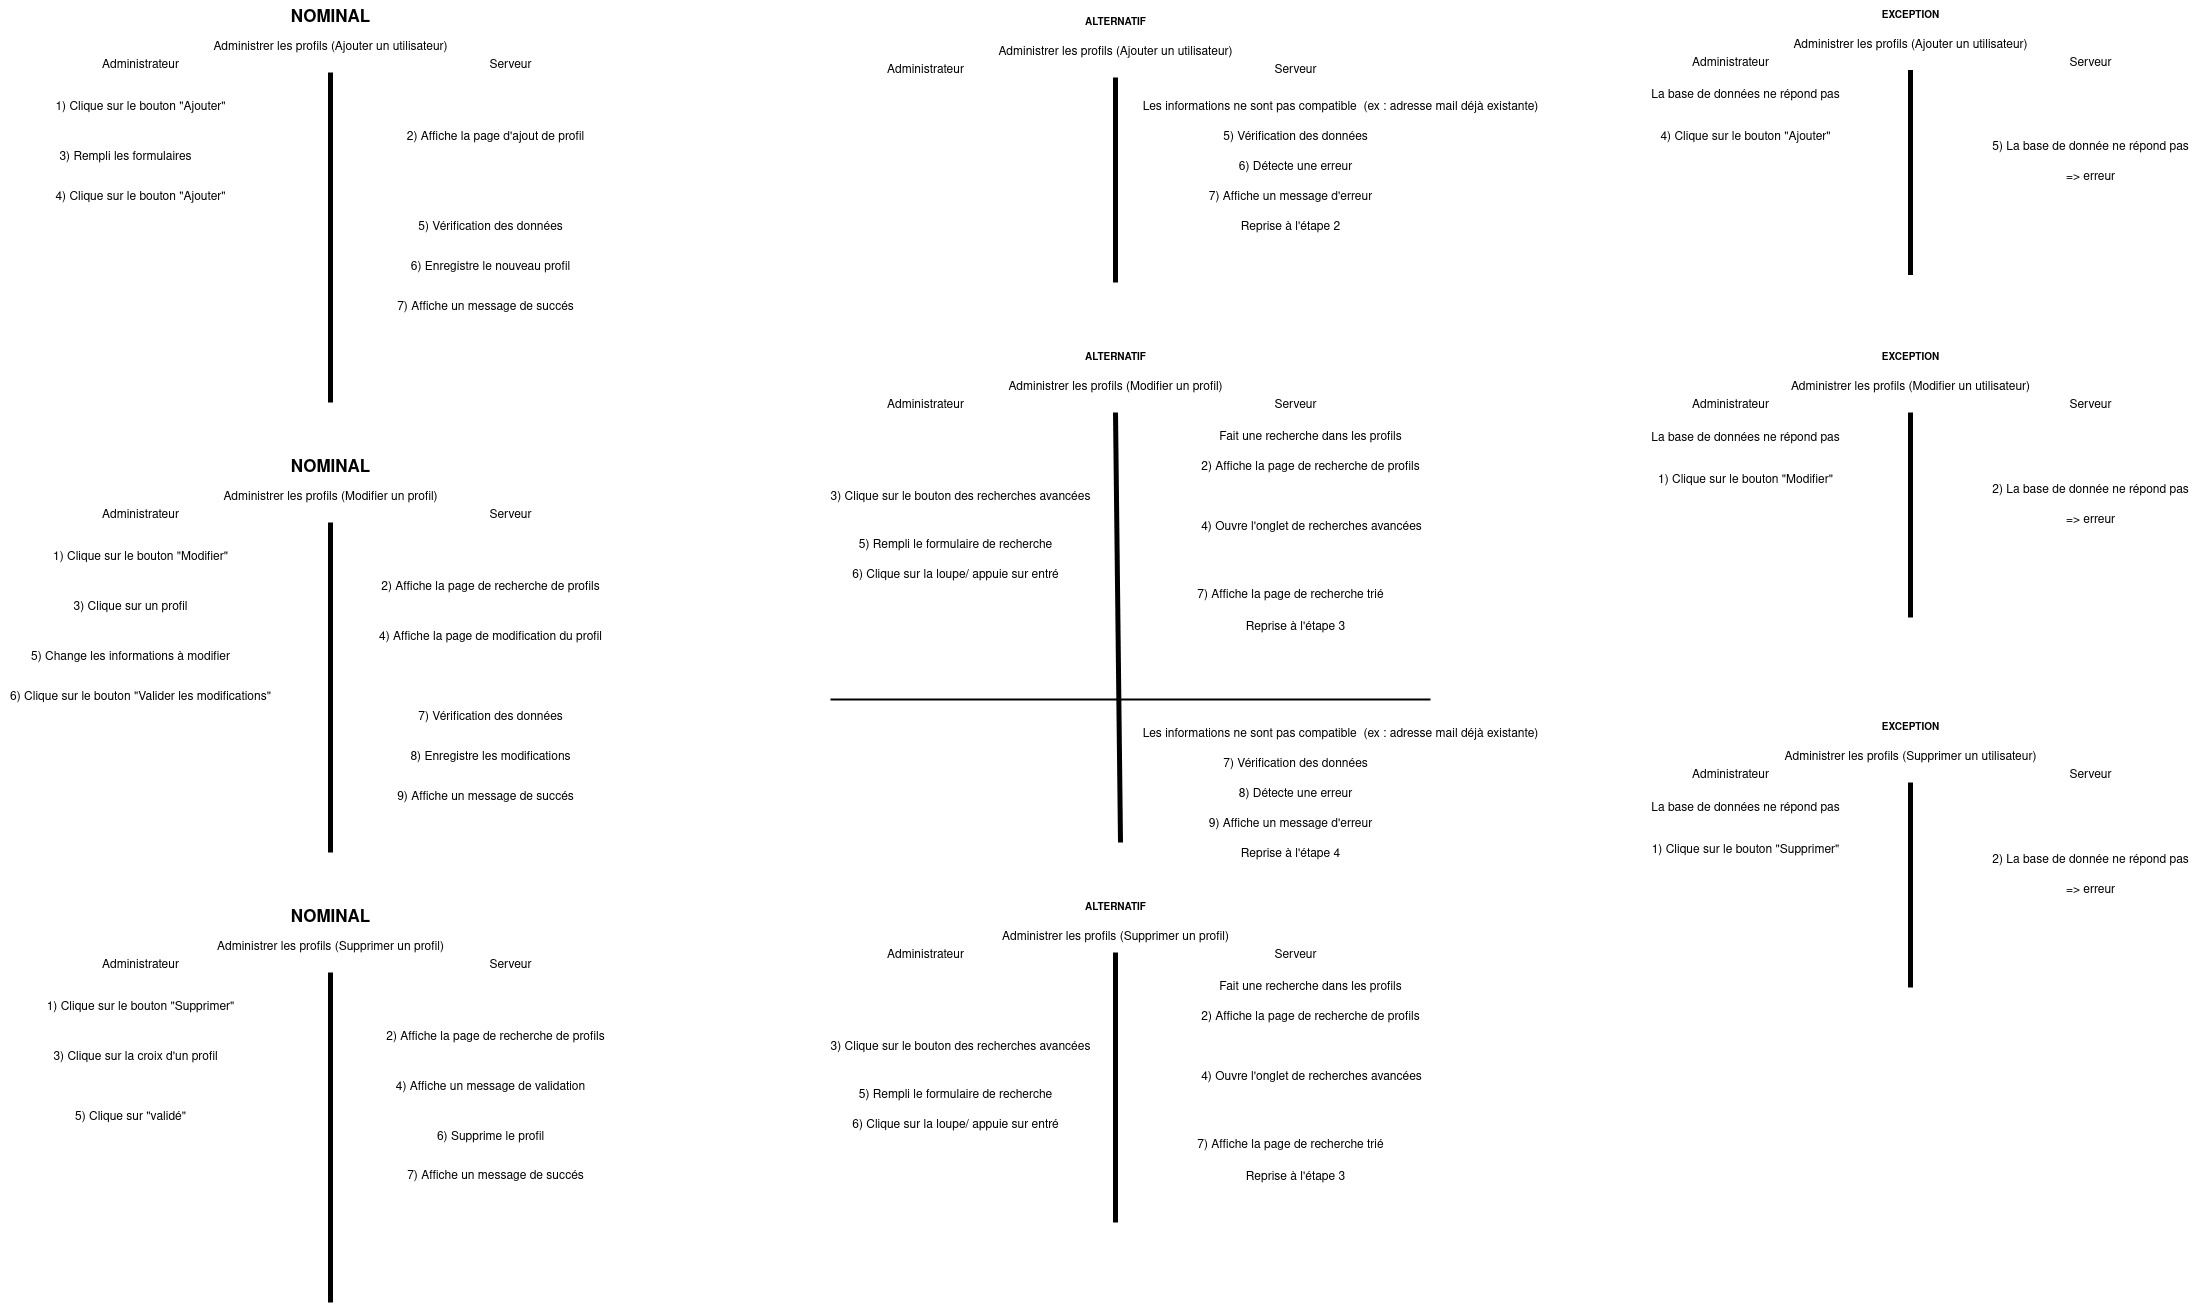 NOMINAL
Administrer les profils (Ajouter un utilisateur)
Administrateur
Serveur
1) Clique sur le bouton "Ajouter"
2) Affiche la page d'ajout de profil
3) Rempli les formulaires
4) Clique sur le bouton "Ajouter"
5) Vérification des données
6) Enregistre le nouveau profil
7) Affiche un message de succés
NOMINAL
Administrer les profils (Modifier un profil)
Administrateur
Serveur
1) Clique sur le bouton "Modifier"
2) Affiche la page de recherche de profils
3) Clique sur un profil
4) Affiche la page de modification du profil
5) Change les informations à modifier
6) Clique sur le bouton "Valider les modifications"
7) Vérification des données
8) Enregistre les modifications
9) Affiche un message de succés
NOMINAL
Administrer les profils (Supprimer un profil)
Administrateur
Serveur
1) Clique sur le bouton "Supprimer"
2) Affiche la page de recherche de profils
3) Clique sur la croix d'un profil
4) Affiche un message de validation
5) Clique sur "validé"
6) Supprime le profil
7) Affiche un message de succés
ALTERNATIF
Administrer les profils (Ajouter un utilisateur)
Administrateur
Serveur
Les informations ne sont pas compatible  (ex : adresse mail déjà existante)
5) Vérification des données
6) Détecte une erreur
7) Affiche un message d'erreur
Reprise à l'étape 2
ALTERNATIF
Administrer les profils (Modifier un profil)
Administrateur
Serveur
Fait une recherche dans les profils
2) Affiche la page de recherche de profils
3) Clique sur le bouton des recherches avancées
4) Ouvre l'onglet de recherches avancées
5) Rempli le formulaire de recherche
6) Clique sur la loupe/ appuie sur entré
7) Affiche la page de recherche trié
Reprise à l'étape 3
Les informations ne sont pas compatible  (ex : adresse mail déjà existante)
7) Vérification des données
8) Détecte une erreur
9) Affiche un message d'erreur
Reprise à l'étape 4
ALTERNATIF
Administrer les profils (Supprimer un profil)
Administrateur
Serveur
Fait une recherche dans les profils
2) Affiche la page de recherche de profils
3) Clique sur le bouton des recherches avancées
4) Ouvre l'onglet de recherches avancées
5) Rempli le formulaire de recherche
6) Clique sur la loupe/ appuie sur entré
7) Affiche la page de recherche trié
Reprise à l'étape 3
EXCEPTION
Administrer les profils (Ajouter un utilisateur)
Administrateur
Serveur
La base de données ne répond pas
4) Clique sur le bouton "Ajouter"
5) La base de donnée ne répond pas
=> erreur
EXCEPTION
Administrer les profils (Modifier un utilisateur)
Administrateur
Serveur
La base de données ne répond pas
1) Clique sur le bouton "Modifier"
2) La base de donnée ne répond pas
=> erreur
EXCEPTION
Administrer les profils (Supprimer un utilisateur)
Administrateur
Serveur
La base de données ne répond pas
1) Clique sur le bouton "Supprimer"
2) La base de donnée ne répond pas
=> erreur